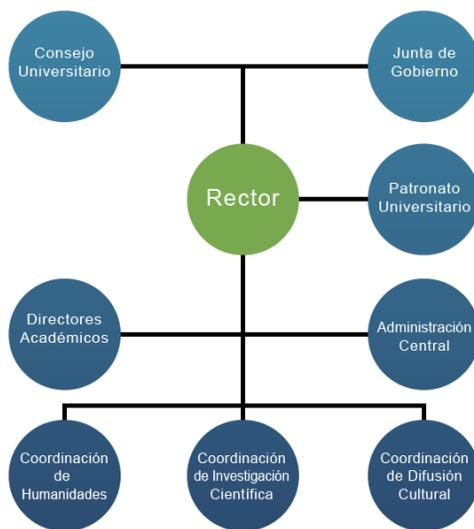 Consejo
Universitario
Junta de
Gobierno
Rector
Patronato
Universitario
Directores
Académicos
Administración
Central
Coordinación
de
Humanidades
Coordinación
de Investigación
Científica
Coordinación
de Difusión
Cultural